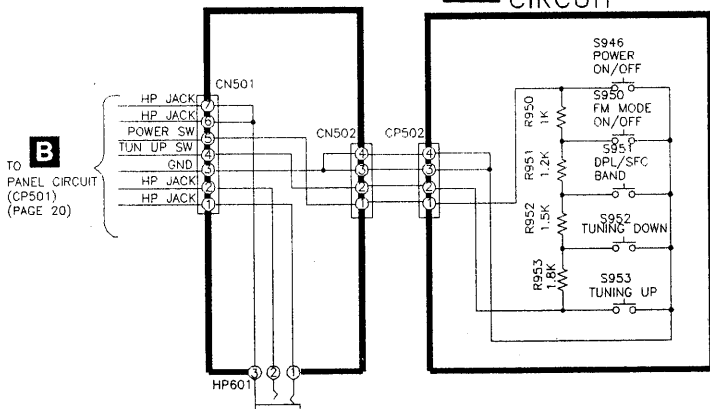 CIRCUIT
TO B
PANEL CIRCUIT
(CP501)
(PAGE 20)
HP JACK
HP JACK
POWER SW
TUN UP SW
GND
HP JACK
HP JACK
CN501
7
6
5
4
3
2
1
CN502
4
3
2
1
CP502
4
3
2
1
HP601
3
2
1
R950
1K
R951
1.2K
R952
1.5K
R953
1.8K
S946
POWER
ON/OFF
S950
FM MODE
ON/OFF
S951
DPL/SFC
BAND
S952
TUNING DOWN
S953
TUNING UP